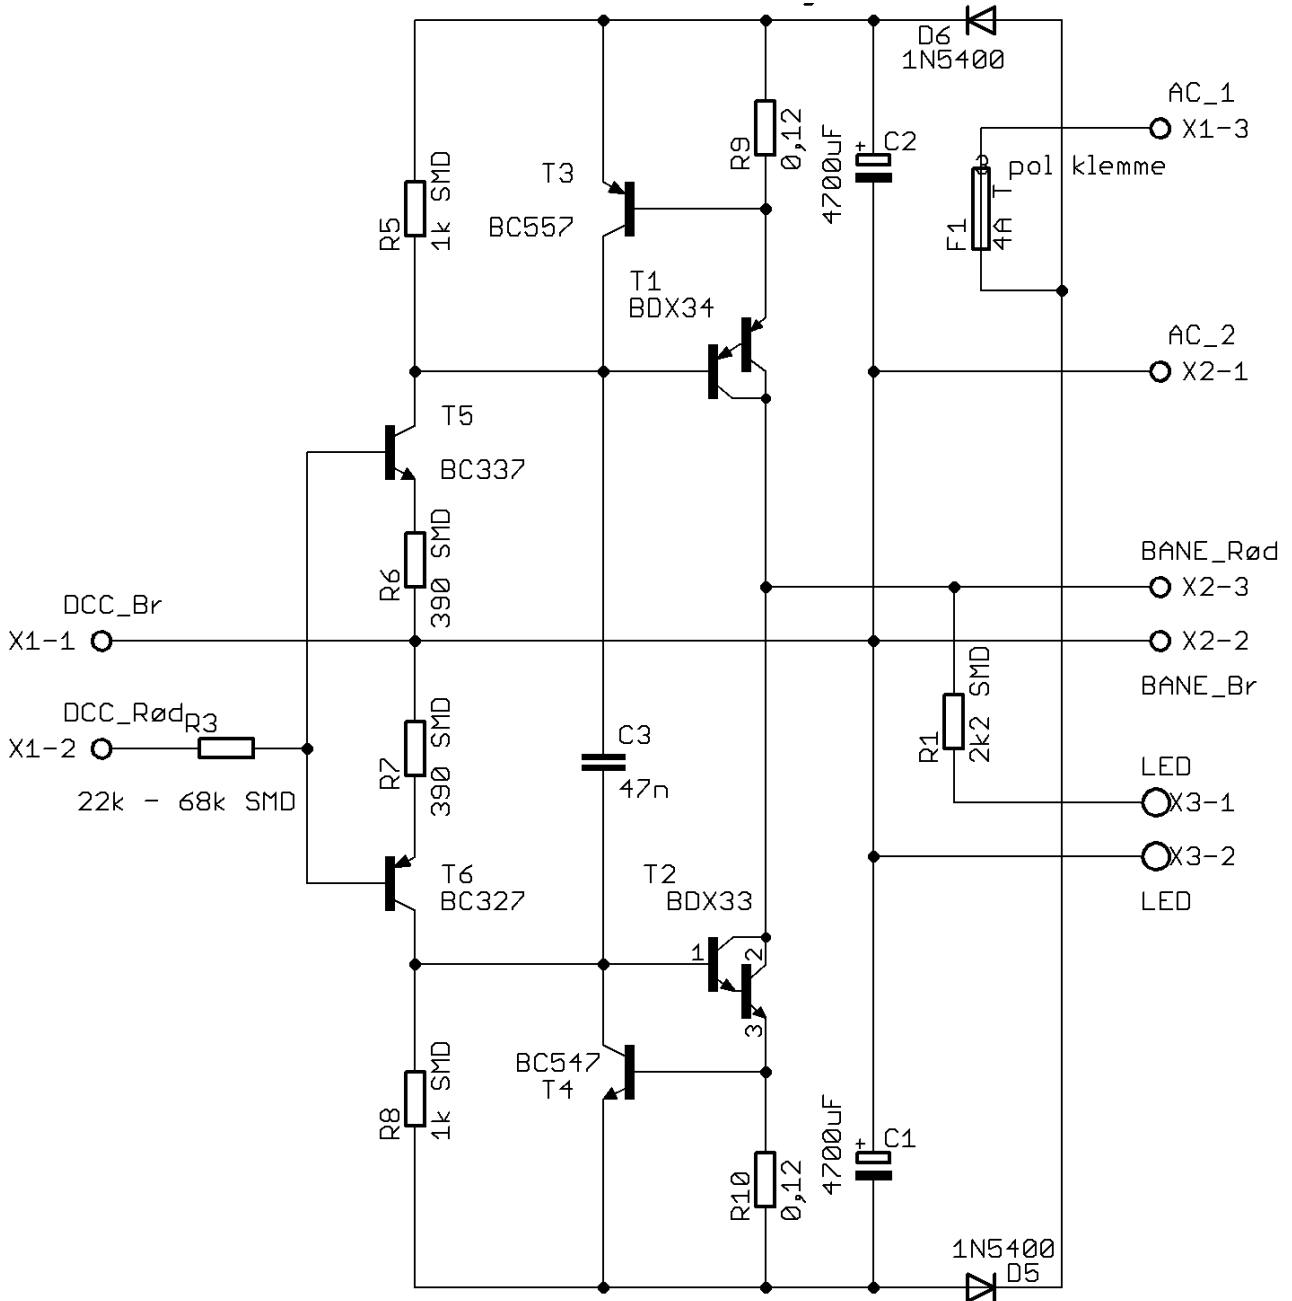 D6
1N5400
AC_1
X1-3
R9
0,12
4700uF
+
C2
3 pol klemme
T3
BC557
R5
1k SMD
F1
4A T
T1
BDX34
AC_2
X2-1
T5
BC337
R6
390 SMD
BANE_Rød
X2-3
DCC_Br
X1-1
X2-2
BANE_Br
DCC_Rød
R3
X1-2
22k - 68k SMD
R7
390 SMD
C3
47n
R1
2k2 SMD
LED
X3-1
X3-2
LED
T6
BC327
T2
BDX33
1
2
3
BC547
T4
R8
1k SMD
4700uF
+
C1
R10
0,12
1N5400
D5